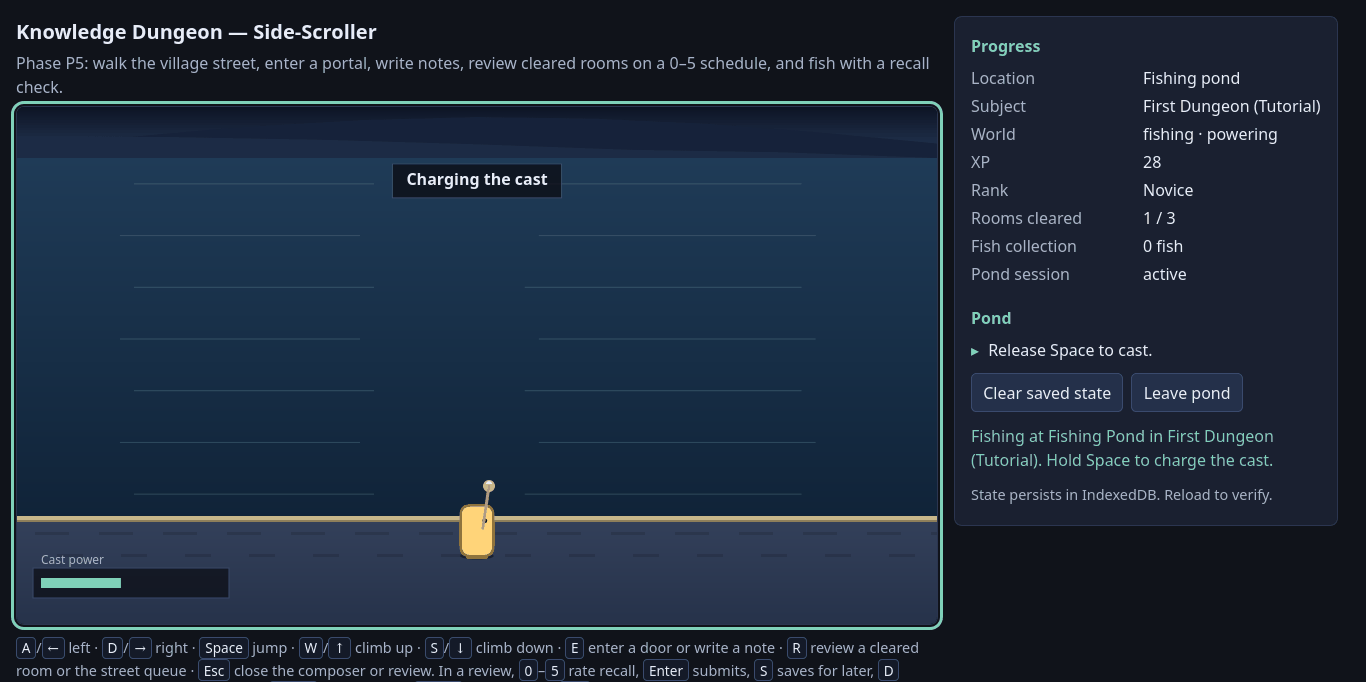 Knowledge Dungeon — Side-Scroller
Phase P5: walk the village street, enter a portal, write notes, review cleared rooms on a 0–5 schedule, and fish with a recall
check.
Charging the cast
Cast power
A/← left · D/→ right · Space jump · W/↑ climb up · S/↓ climb down · E enter a door or write a note · R review a cleared
room or the street queue · Esc close the composer or review. In a review, 0–5 rate recall, Enter submits, S saves for later, D
Progress
Location Fishing pond
Subject First Dungeon (Tutorial)
World fishing · powering
XP 28
Rank Novice
Rooms cleared 1 / 3
Fish collection 0 fish
Pond session active
Pond
▸ Release Space to cast.
Clear saved state Leave pond
Fishing at Fishing Pond in First Dungeon
(Tutorial). Hold Space to charge the cast.
State persists in IndexedDB. Reload to verify.